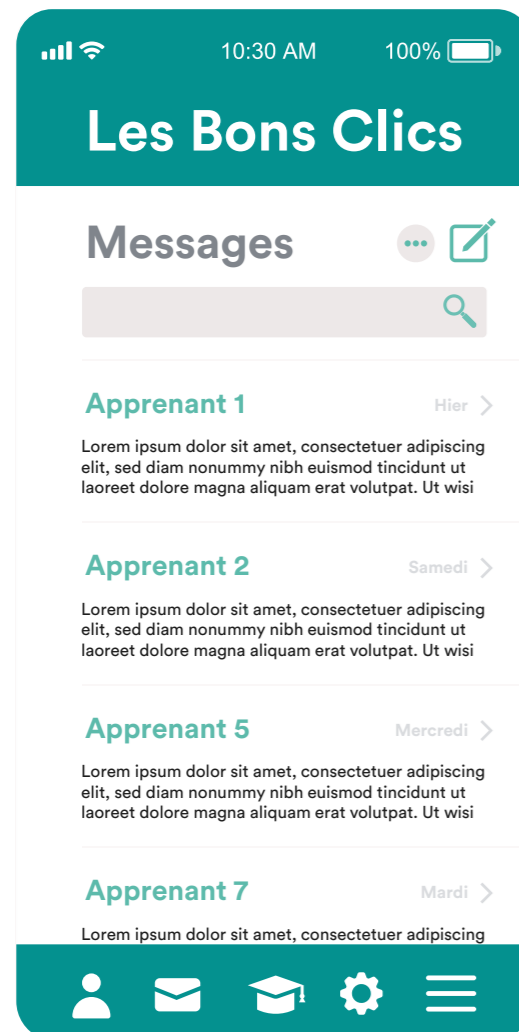 10:30 AM 100%
Les Bons Clics
Messages
Apprenant 1 Hier
Lorem ipsum dolor sit amet, consectetuer adipiscing
elit, sed diam nonummy nibh euismod tincidunt ut
laoreet dolore magna aliquam erat volutpat. Ut wisi
Apprenant 2 Samedi
Lorem ipsum dolor sit amet, consectetuer adipiscing
elit, sed diam nonummy nibh euismod tincidunt ut
laoreet dolore magna aliquam erat volutpat. Ut wisi
Apprenant 5 Mercredi
Lorem ipsum dolor sit amet, consectetuer adipiscing
elit, sed diam nonummy nibh euismod tincidunt ut
laoreet dolore magna aliquam erat volutpat. Ut wisi
Apprenant 7 Mardi
Lorem ipsum dolor sit amet, consectetuer adipiscing